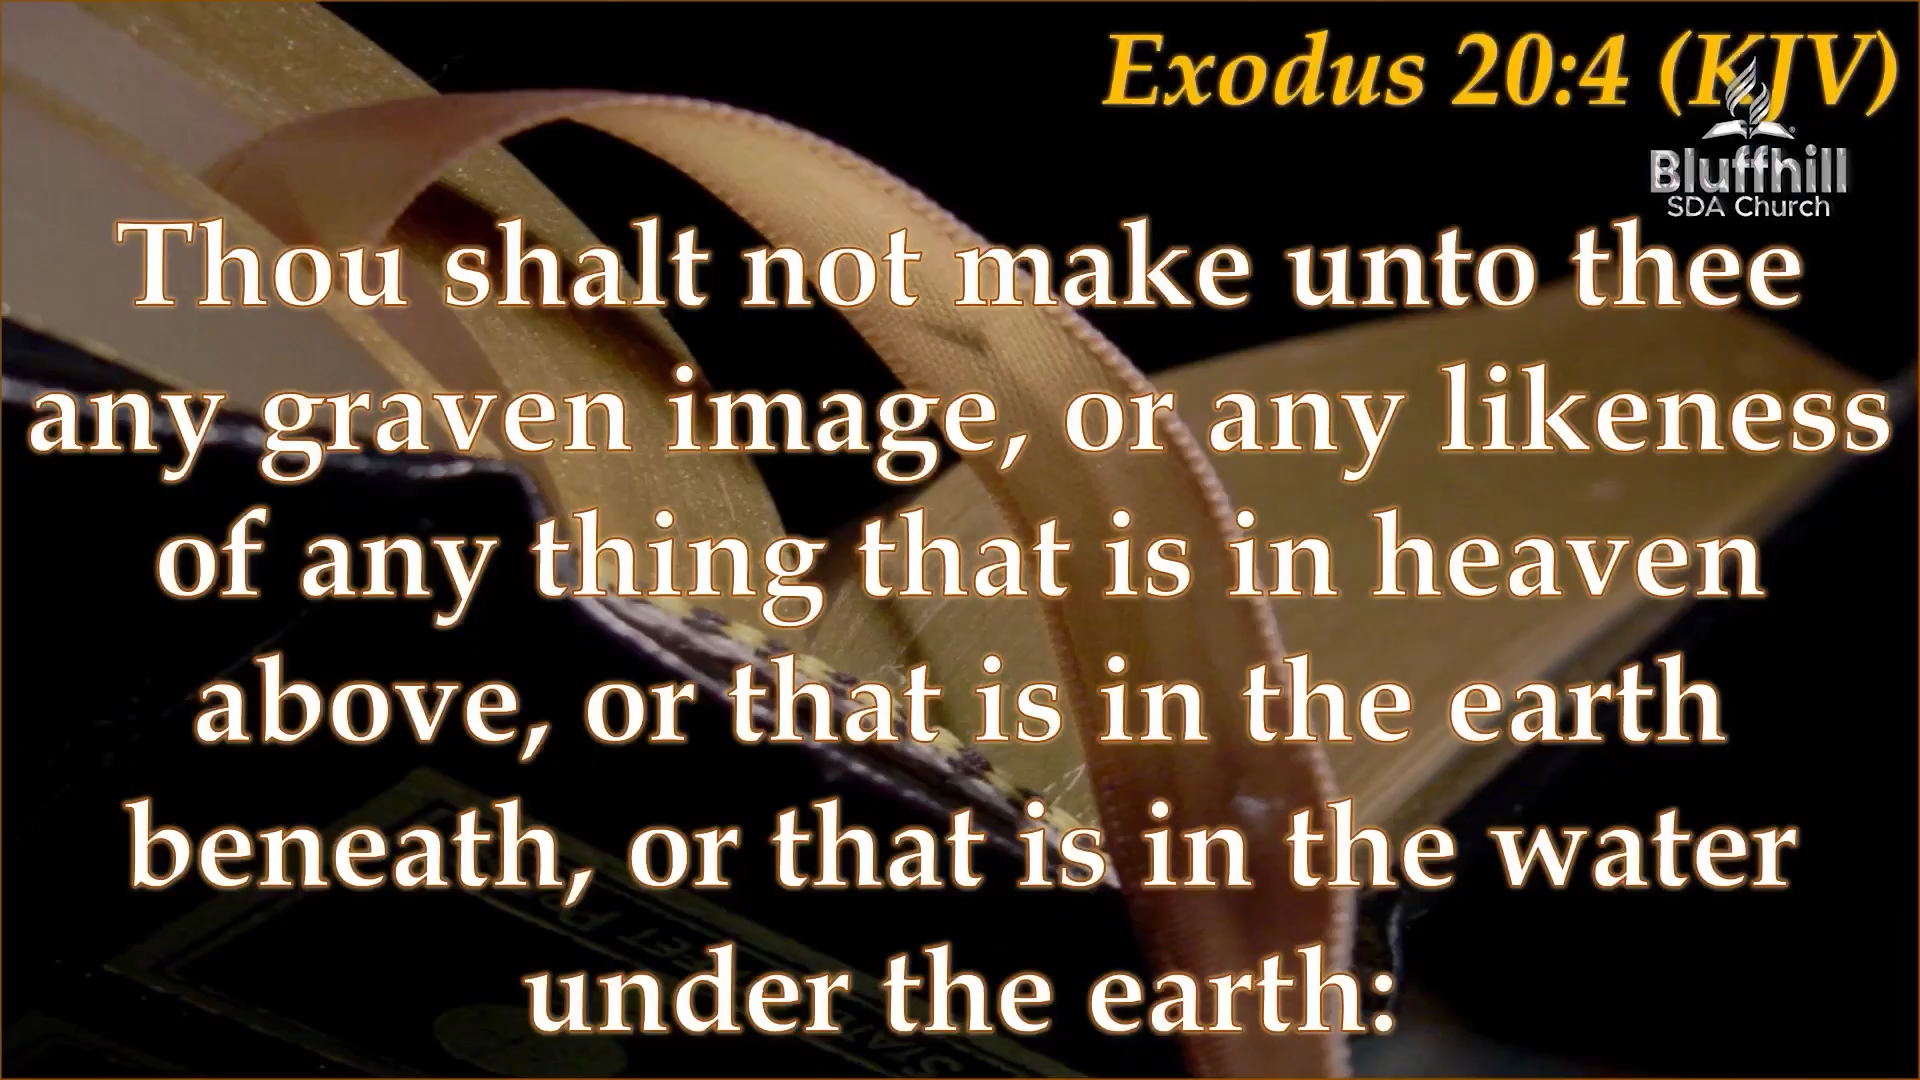 Exodus 20:4 (KJV)
Bluffhill
SDA Church
Thou shalt not make unto thee
any graven image, or any likeness
of any thing that is in heaven
above, or that is in the earth
beneath, or that is in the water
under the earth: